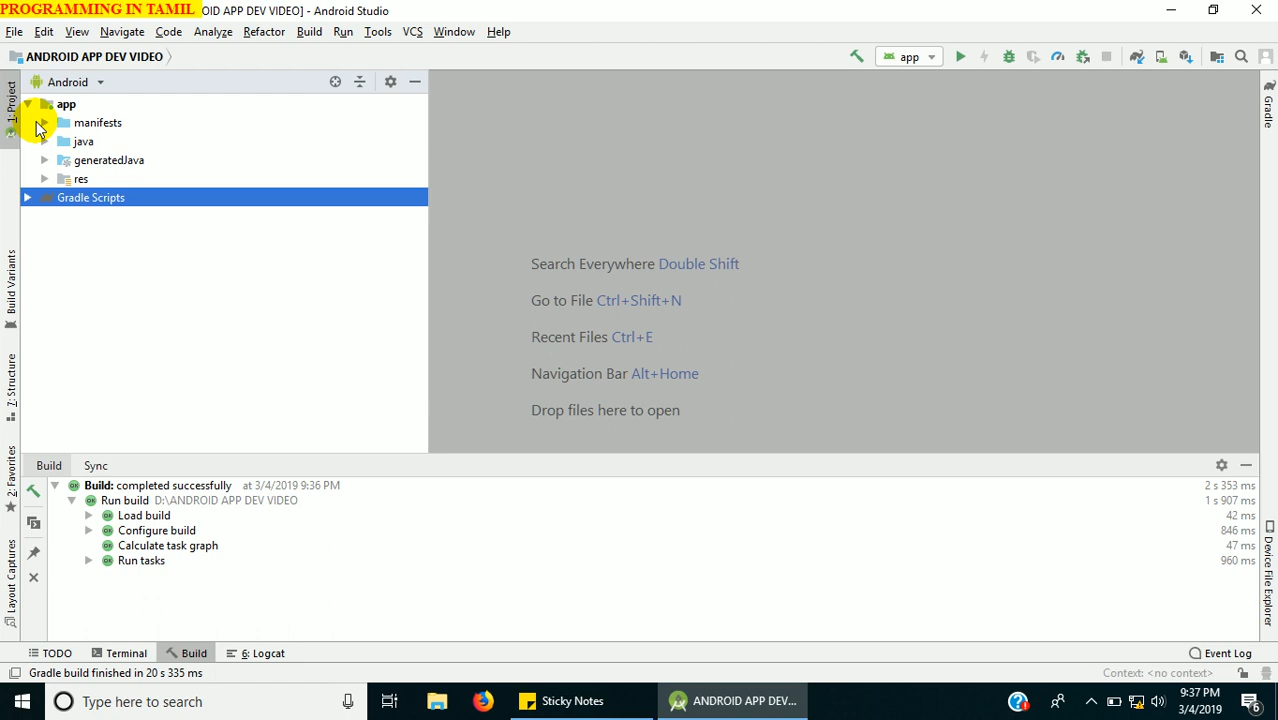 PROGRAMMING IN TAMIL OID APP DEV VIDEO] - Android Studio
File Edit View Navigate Code Analyze Refactor Build Run Tools VCS Window Help
ANDROID APP DEV VIDEO app
Android
app
manifests
java
generatedJava
res
Gradle Scripts
1: Project
Build Variants
7: Structure
2: Favorites
Layout Captures
Gradle
Device File Explorer
Search Everywhere Double Shift
Go to File Ctrl+Shift+N
Recent Files Ctrl+E
Navigation Bar Alt+Home
Drop files here to open
Build Sync
Build: completed successfully at 3/4/2019 9:36 PM 2 s 353 ms
Run build D:\ANDROID APP DEV VIDEO 1 s 907 ms
Load build 42 ms
Configure build 846 ms
Calculate task graph 47 ms
Run tasks 960 ms
TODO Terminal Build 6: Logcat Event Log
Gradle build finished in 20 s 335 ms Context: <no context>
Type here to search Sticky Notes ANDROID APP DEV... 9:37 PM
3/4/2019 6